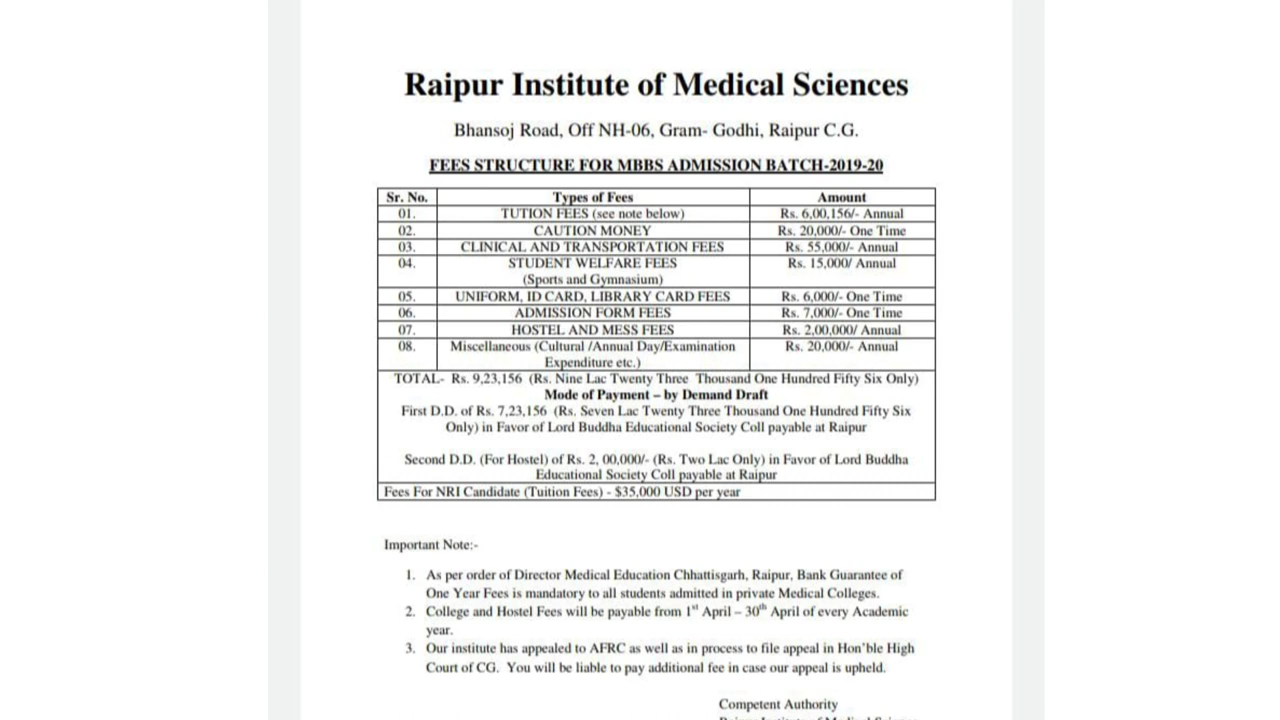 Raipur Institute of Medical Sciences
Bhansoj Road, Off NH-06, Gram- Godhi, Raipur C.G.
FEES STRUCTURE FOR MBBS ADMISSION BATCH-2019-20
Sr. No. Types of Fees Amount
01. TUTION FEES (see note below) Rs. 6,00,156/- Annual
02. CAUTION MONEY Rs. 20,000/- One Time
03. CLINICAL AND TRANSPORTATION FEES Rs. 55,000/- Annual
04. STUDENT WELFARE FEES Rs. 15,000/ Annual
(Sports and Gymnasium)
05. UNIFORM, ID CARD, LIBRARY CARD FEES Rs. 6,000/- One Time
06. ADMISSION FORM FEES Rs. 7,000/- One Time
07. HOSTEL AND MESS FEES Rs. 2,00,000/ Annual
08. Miscellaneous (Cultural /Annual Day/Examination Rs. 20,000/- Annual
Expenditure etc.)
TOTAL- Rs. 9,23,156 (Rs. Nine Lac Twenty Three Thousand One Hundred Fifty Six Only)
Mode of Payment – by Demand Draft
First D.D. of Rs. 7,23,156 (Rs. Seven Lac Twenty Three Thousand One Hundred Fifty Six
Only) in Favor of Lord Buddha Educational Society Coll payable at Raipur
Second D.D. (For Hostel) of Rs. 2, 00,000/- (Rs. Two Lac Only) in Favor of Lord Buddha
Educational Society Coll payable at Raipur
Fees For NRI Candidate (Tuition Fees) - $35,000 USD per year
Important Note:-
1. As per order of Director Medical Education Chhattisgarh, Raipur, Bank Guarantee of
One Year Fees is mandatory to all students admitted in private Medical Colleges.
2. College and Hostel Fees will be payable from 1st April – 30th April of every Academic
year.
3. Our institute has appealed to AFRC as well as in process to file appeal in Hon'ble High
Court of CG. You will be liable to pay additional fee in case our appeal is upheld.
Competent Authority